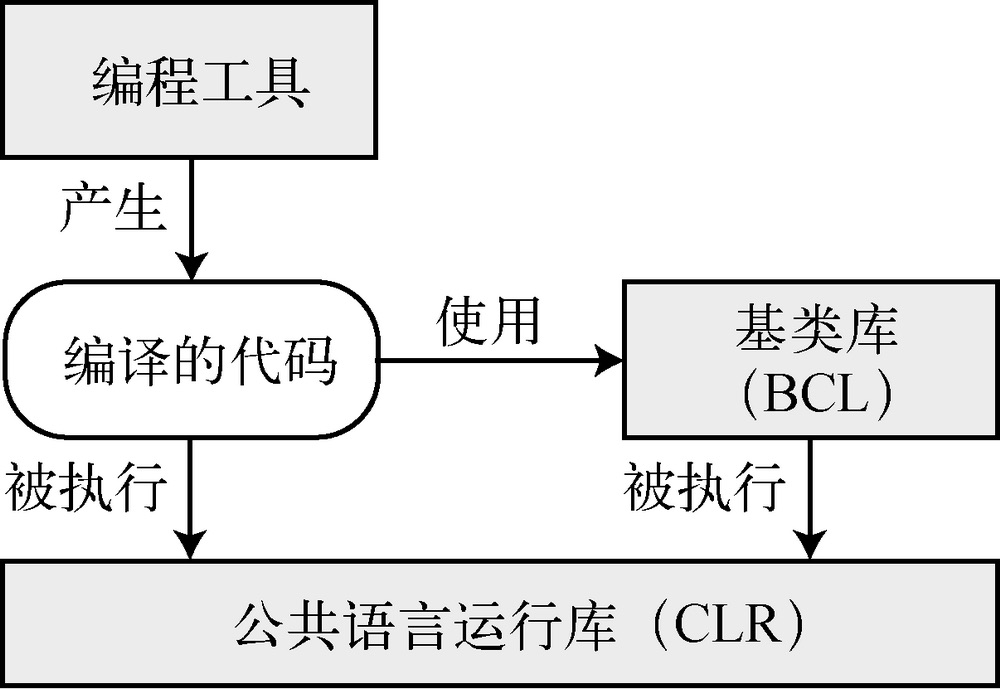 编程工具
产生
编译的代码
使用
基类库
（BCL）
被执行
被执行
公共语言运行库（CLR）